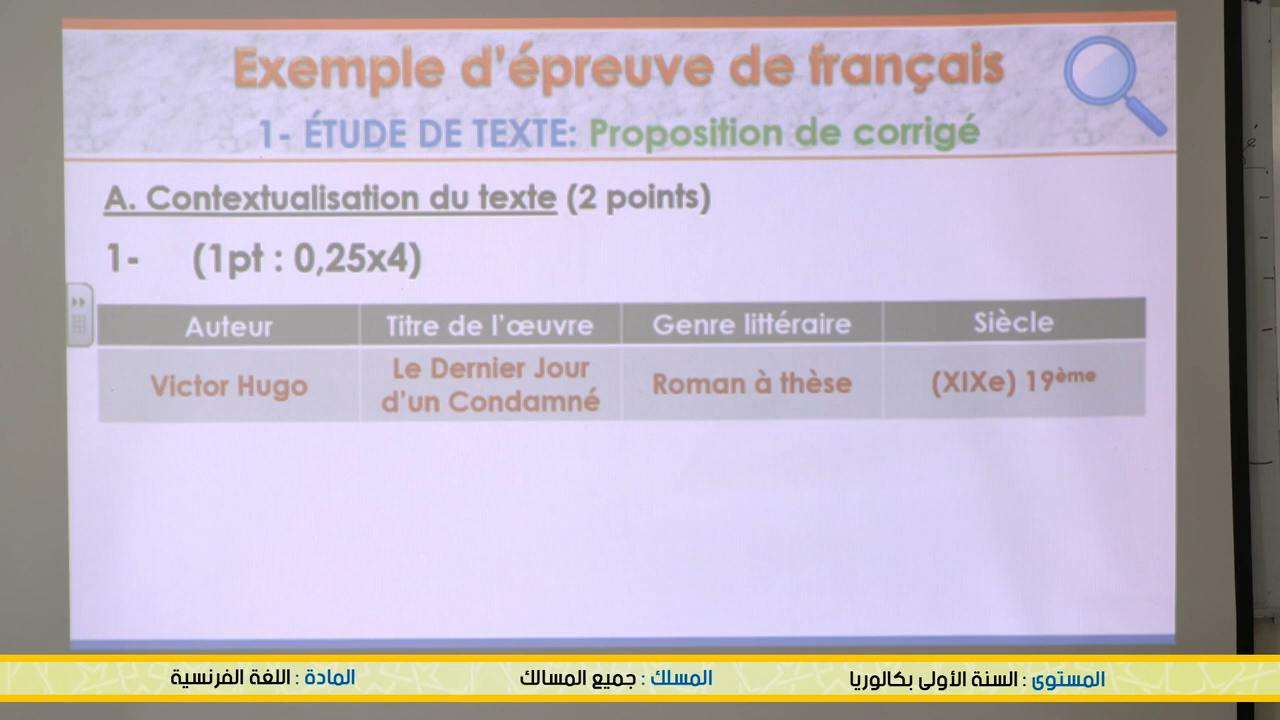 Exemple d'épreuve de français
1- ÉTUDE DE TEXTE: Proposition de corrigé
A. Contextualisation du texte (2 points)
1- (1pt : 0,25x4)
Auteur Titre de l'œuvre Genre littéraire Siècle
Victor Hugo Le Dernier Jour d'un Condamné Roman à thèse (XIXe) 19ème
المستوى : السنة الأولى بكالوريا المسلك : جميع المسالك المادة : اللغة الفرنسية